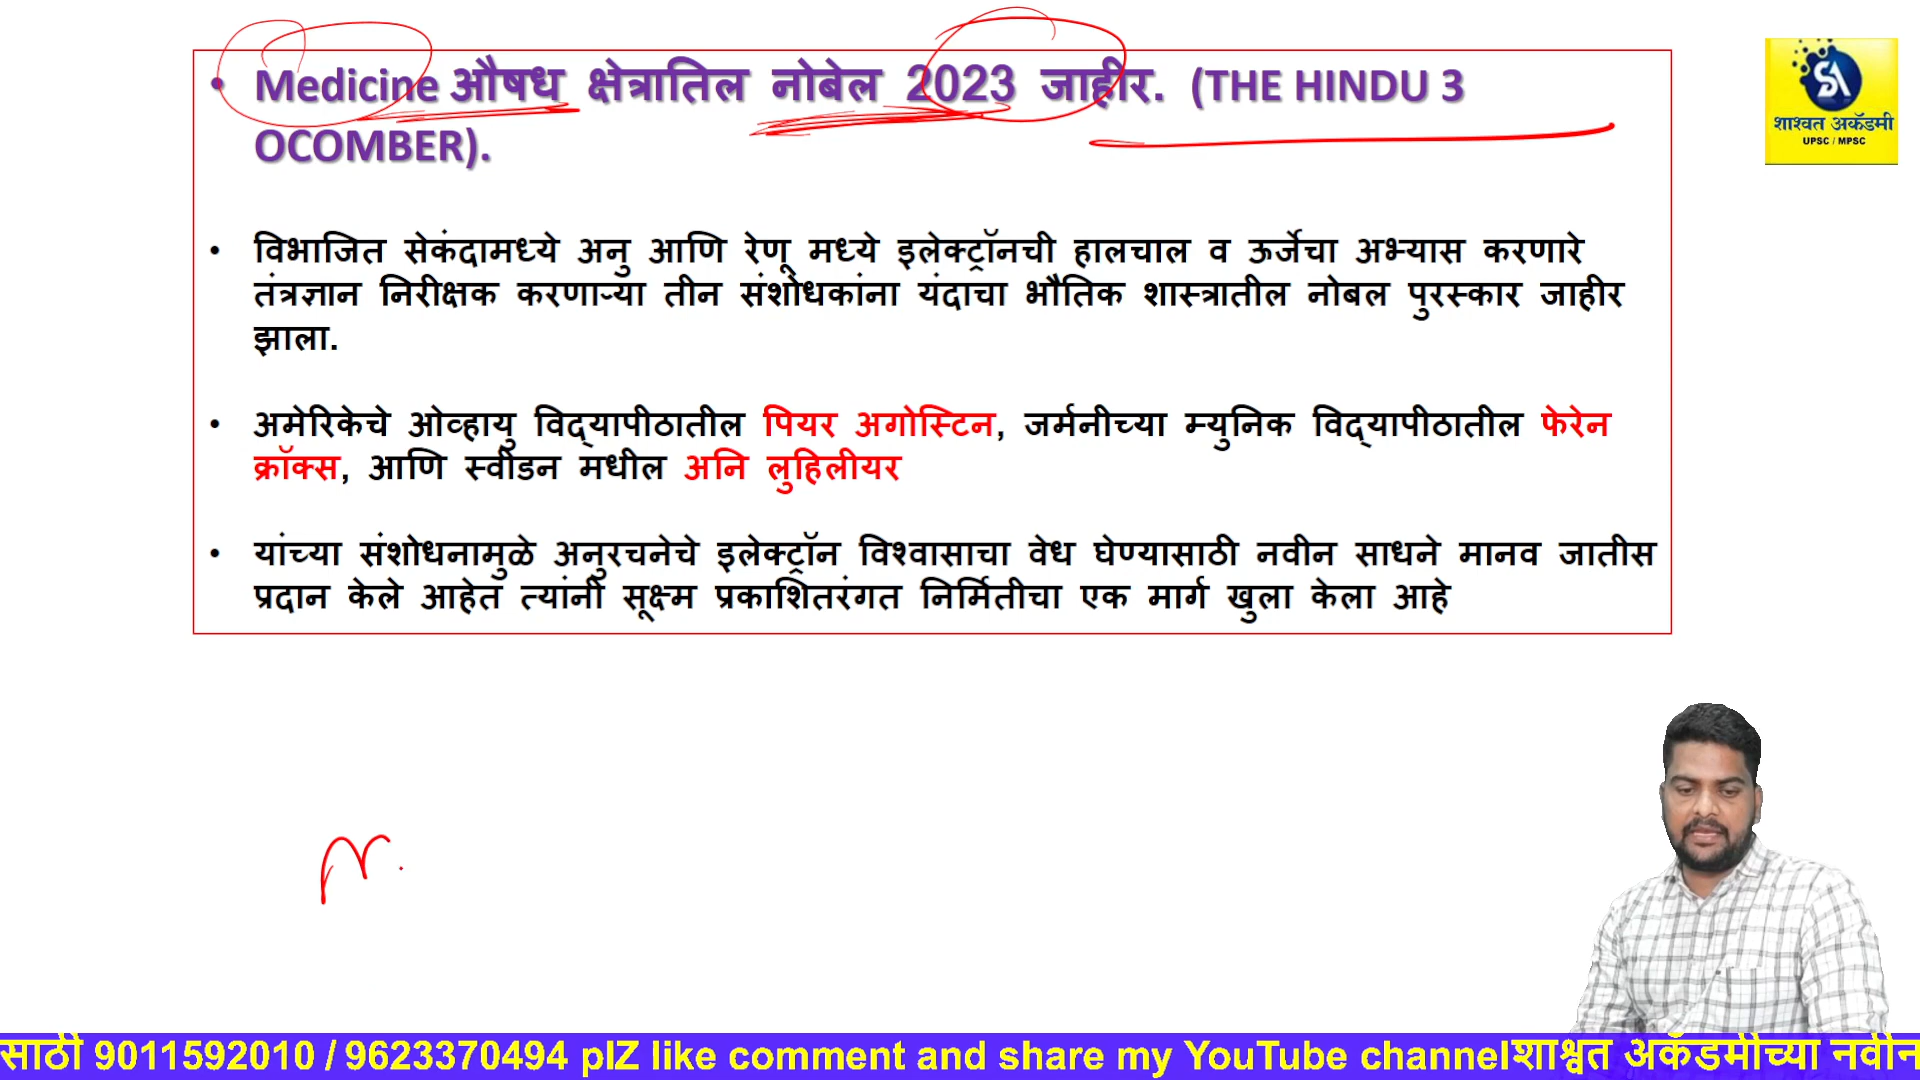 • Medicine औषध क्षेत्रातिल नोबेल 2023 जाहीर. (THE HINDU 3
OCOMBER).
• विभाजित सेकंदामध्ये अनु आणि रेणू मध्ये इलेक्ट्रॉनची हालचाल व ऊर्जेचा अभ्यास करणारे
तंत्रज्ञान निरीक्षक करणाऱ्या तीन संशोधकांना यंदाचा भौतिक शास्त्रातील नोबल पुरस्कार जाहीर
झाला.
• अमेरिकेचे ओव्हायु विद्यापीठातील पियर अगोस्टिन, जर्मनीच्या म्युनिक विद्यापीठातील फेरेन
क्रॉक्स, आणि स्वीडन मधील अनि लुहिलीयर
• यांच्या संशोधनामुळे अनुरचनेचे इलेक्ट्रॉन विश्वासाचा वेध घेण्यासाठी नवीन साधने मानव जातीस
प्रदान केले आहेत त्यांनी सूक्ष्म प्रकाशितरंगत निर्मितीचा एक मार्ग खुला केला आहे
SA
शाश्वत अकॅडमी
UPSC / MPSC
साठी 9011592010 / 9623370494 plZ like comment and share my YouTube channelशाश्वत अकॅडमीच्या नवीन